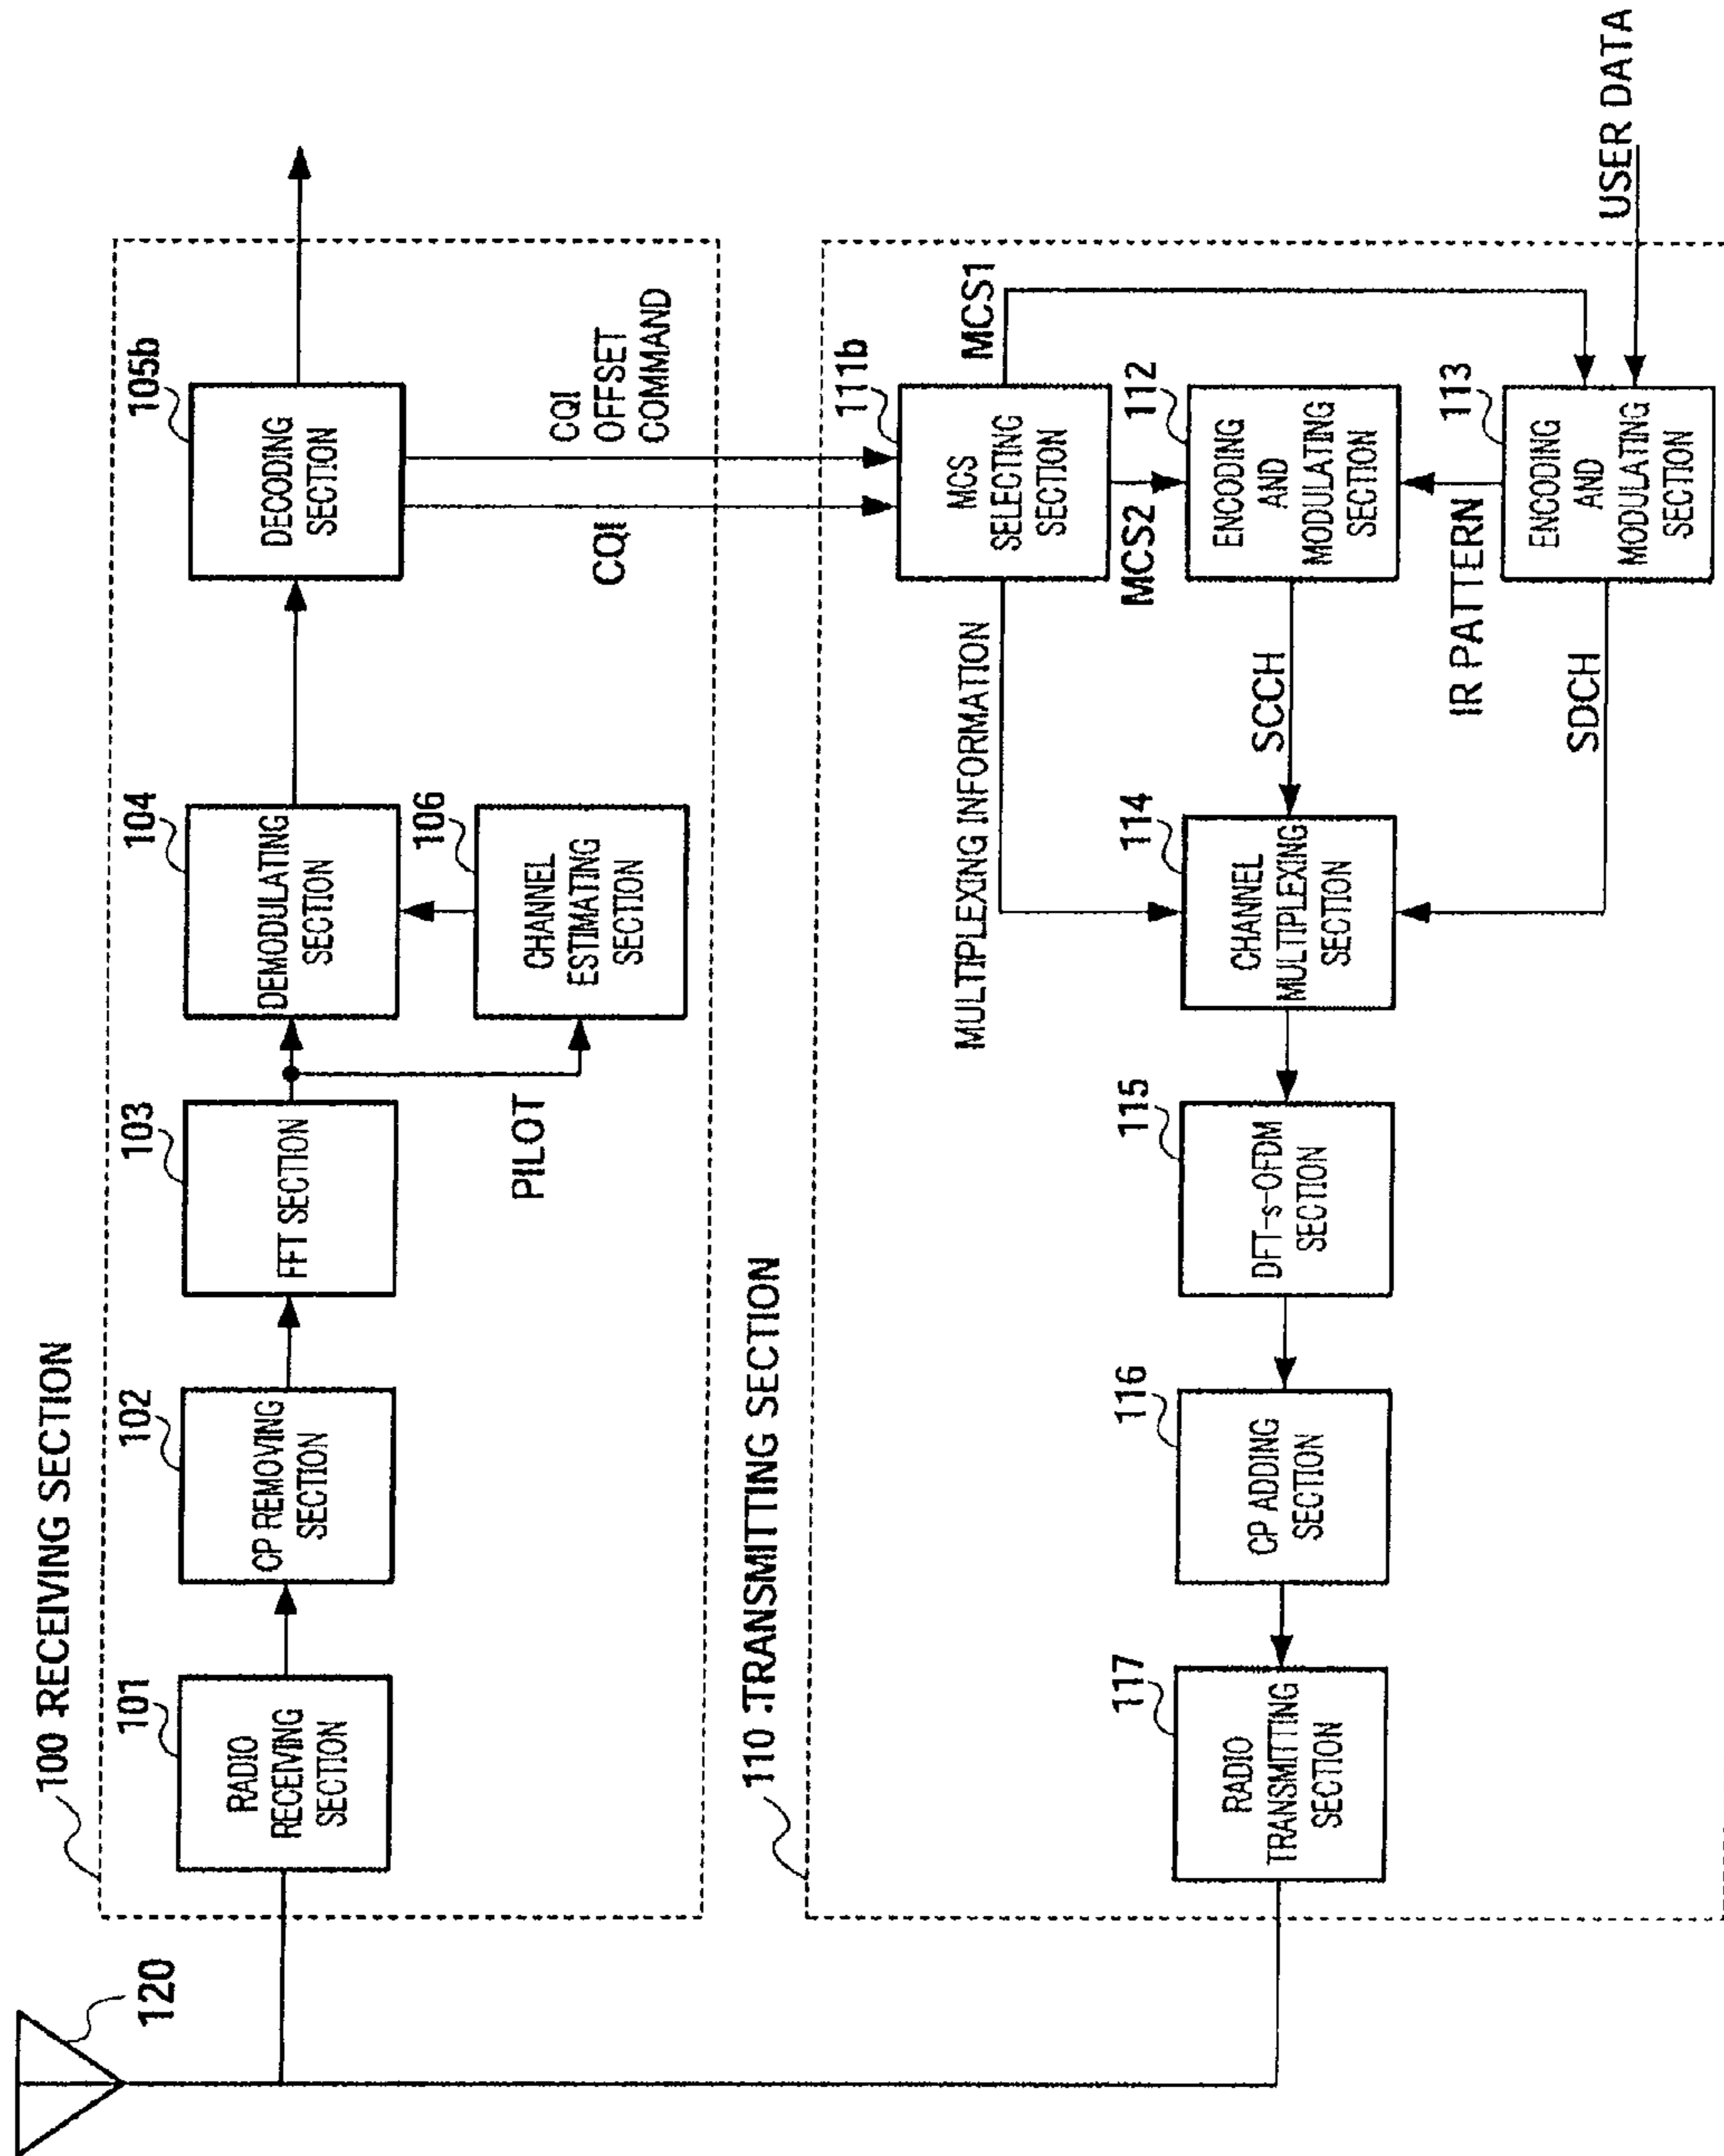 120
100 RECEIVING SECTION
101
RADIO
RECEIVING
SECTION
102
CP REMOVING
SECTION
103
FFT SECTION
PILOT
104
DEMODULATING
SECTION
106
CHANNEL
ESTIMATING
SECTION
105b
DECODING
SECTION
CQI
CQI
OFFSET
COMMAND
110 TRANSMITTING SECTION
117
RADIO
TRANSMITTING
SECTION
116
CP ADDING
SECTION
115
DFT-s-OFDM
SECTION
114
CHANNEL
MULTIPLEXING
SECTION
MULTIPLEXING INFORMATION
SCCH
SDCH
111b
MCS
SELECTING
SECTION
MCS1
MCS2
112
ENCODING
AND
MODULATING
SECTION
IR PATTERN
113
ENCODING
AND
MODULATING
SECTION
USER DATA